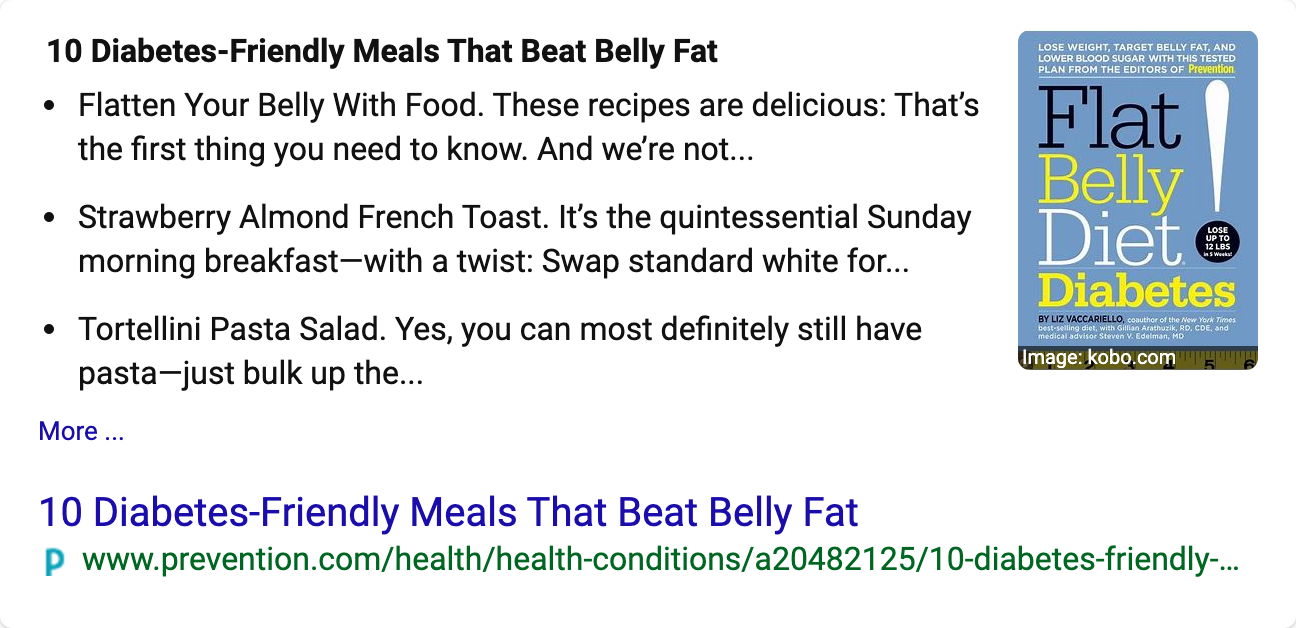 10 Diabetes-Friendly Meals That Beat Belly Fat
• Flatten Your Belly With Food. These recipes are delicious: That’s
the first thing you need to know. And we’re not...
• Strawberry Almond French Toast. It’s the quintessential Sunday
morning breakfast—with a twist: Swap standard white for...
• Tortellini Pasta Salad. Yes, you can most definitely still have
pasta—just bulk up the...
More ...
LOSE WEIGHT, TARGET BELLY FAT, AND
LOWER BLOOD SUGAR WITH THIS TESTED
PLAN FROM THE EDITORS OF Prevention.
Flat
Belly
Diet!
LOSE
UP TO
12 LBS
in 5 Weeks!
Diabetes
BY LIZ VACCARIELLO, coauthor of the New York Times
best-selling diet, with Gillian Arathuzik, RD, CDE, and
medical advisor Steven V. Edelman, MD
Image: kobo.com
5 6
10 Diabetes-Friendly Meals That Beat Belly Fat
p www.prevention.com/health/health-conditions/a20482125/10-diabetes-friendly-...